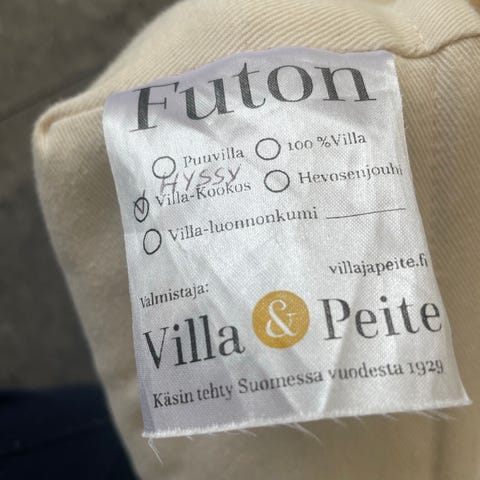 Futon
Puuvilla 100 % Villa
HYSSY
Villa-Kookos Hevosenjouhi
Villa-luonnonkumi
villajapeite.fi
Valmistaja:
Villa & Peite
Käsin tehty Suomessa vuodesta 1929